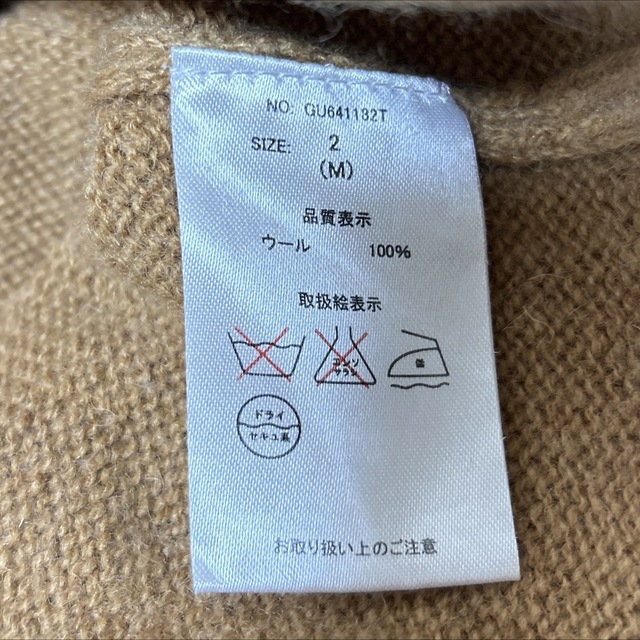 NO. GU641132T
SIZE: 2
(M)
品質表示
ウール 100%
取扱絵表示
エンソ
サラシ
中
ドライ
セキユ系
お取り扱い上のご注意